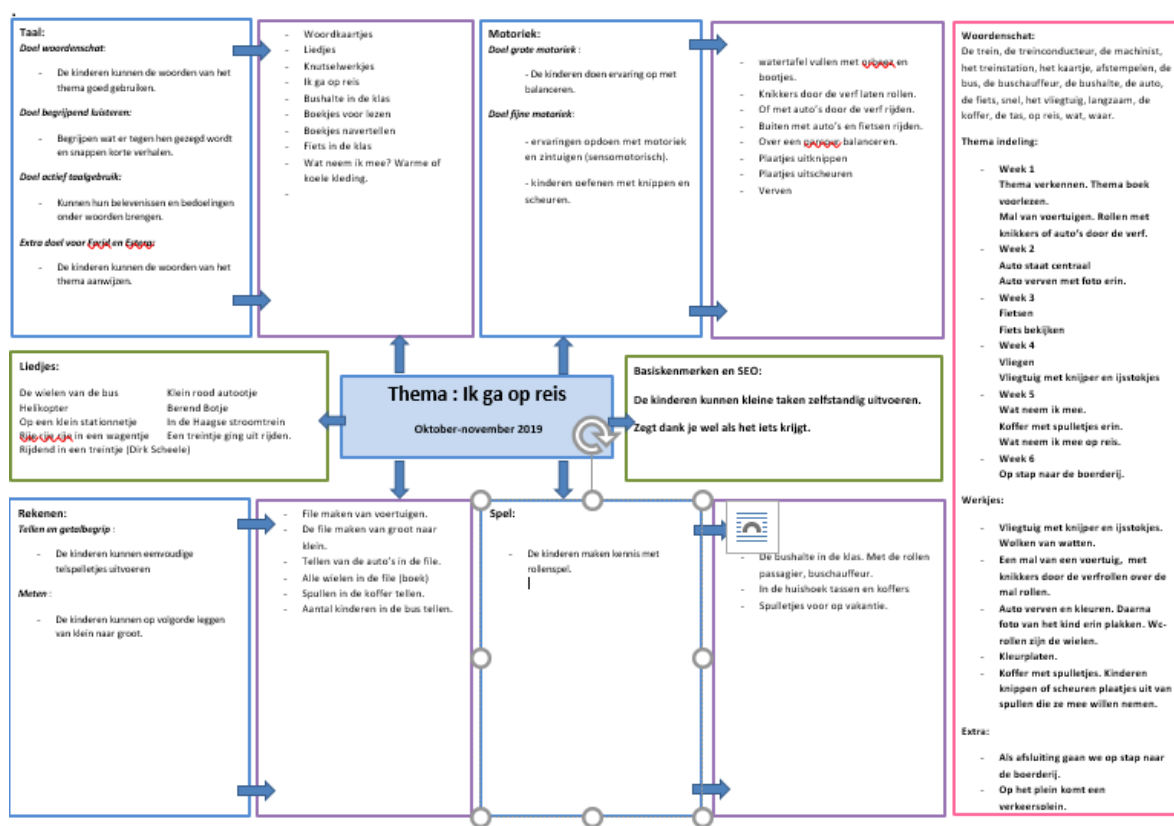 Taal:
Doel woordenschat:
- De kinderen kunnen de woorden van het
thema goed gebruiken.
Doel begrijpend luisteren:
- Begrijpen wat er tegen hen gezegd wordt
en snappen korte verhalen.
Doel actief taalgebruik:
- Kunnen hun belevenissen en bedoelingen
onder woorden brengen.
Extra doel voor Farid en
- De kinderen kunnen de woorden van het
thema aanwijzen.
- Woordkaartjes
- Liedjes
- Knutselwerkjes
- Ik ga op reis
- Bushalte in de klas
- Boekjes voor lezen
- Boekjes navertellen
- Fiets in de klas
- Wat neem ik mee? Warme of
koele kleding.
-
Motoriek:
Doel grote motoriek :
- De kinderen doen ervaring op met
balanceren.
Doel fijne motoriek:
- ervaringen opdoen met motoriek
en zintuigen (sensomotorisch).
- kinderen oefenen met knippen en
scheuren.
- watertafel vullen met en
bootjes.
- Knikkers door de verf laten rollen.
- Of met auto's door de verf rijden.
- Buiten met auto's en fietsen rijden.
- Over een balanceren.
- Plaatjes uitknippen
- Plaatjes uitscheuren
- Verven
Liedjes:
De wielen van de bus Klein rood autootje
Helikopter Berend Botje
Op een klein stationnetje In de Haagse stroomtrein
Rije rije rije in een wagentje Een treintje ging uit rijden.
Rijdend in een treintje (Dirk Scheele)
Thema : Ik ga op reis
Oktober-november 2019
Basiskenmerken en SEO:
De kinderen kunnen kleine taken zelfstandig uitvoeren.
Zegt dank je wel als het iets krijgt.
Rekenen:
Tellen en getalbegrip :
- De kinderen kunnen eenvoudige
telspelletjes uitvoeren
Meten :
- De kinderen kunnen op volgorde leggen
van klein naar groot.
- File maken van voertuigen.
- De file maken van groot naar
klein.
- Tellen van de auto's in de file.
- Alle wielen in de file (boek)
- Spullen in de koffer tellen.
- Aantal kinderen in de bus tellen.
Spel:
- De kinderen maken kennis met
rollenspel.
- De bushalte in de klas. Met de rollen
passagier, buschauffeur.
- In de huishoek tassen en koffers
- Spulletjes voor op vakantie.
Woordenschat:
De trein, de treinconducteur, de machinist,
het treinstation, het kaartje, afstempelen, de
bus, de buschauffeur, de bushalte, de auto,
de fiets, snel, het vliegtuig, langzaam, de
koffer, de tas, op reis, wat, waar.
Thema indeling:
- Week 1
Thema verkennen. Thema boek
voorlezen.
Mal van voertuigen. Rollen met
knikkers of auto's door de verf.
- Week 2
Auto staat centraal
Auto verven met foto erin.
- Week 3
Fietsen
Fiets bekijken
- Week 4
Vliegen
Vliegtuig met knijper en ijsstokjes
- Week 5
Wat neem ik mee.
Koffer met spulletjes erin.
Wat neem ik mee op reis.
- Week 6
Op stap naar de boerderij.
Werkjes:
- Vliegtuig met knijper en ijsstokjes.
Wolken van watten.
- Een mal van een voertuig, met
knikkers door de verfrollen over de
mal rollen.
- Auto verven en kleuren. Daarna
foto van het kind erin plakken. Wc-
rollen zijn de wielen.
- Kleurplaten.
- Koffer met spulletjes. Kinderen
knippen of scheuren plaatjes uit van
spullen die ze mee willen nemen.
Extra:
- Als afsluiting gaan we op stap naar
de boerderij.
- Op het plein komt een
verkeersplein.